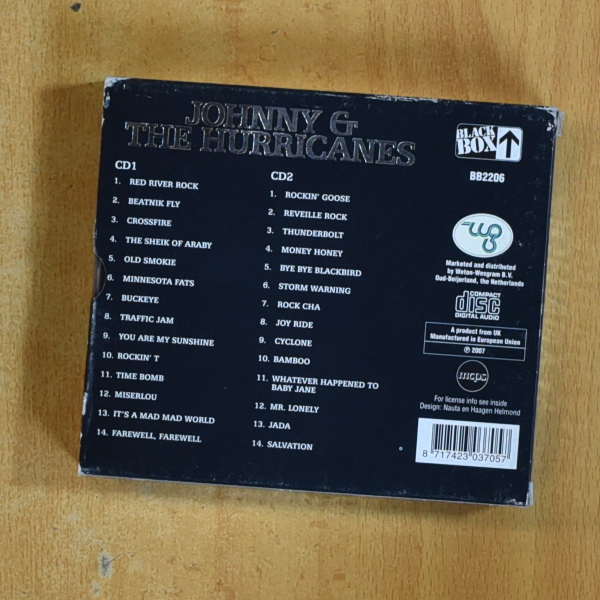 JOHNNY &
THE HURRICANES
CD1
1. RED RIVER ROCK
2. BEATNIK FLY
3. CROSSFIRE
4. THE SHEIK OF ARABY
5. OLD SMOKIE
6. MINNESOTA FATS
7. BUCKEYE
8. TRAFFIC JAM
9. YOU ARE MY SUNSHINE
10. ROCKIN' T
11. TIME BOMB
12. MISERLOU
13. IT'S A MAD MAD WORLD
14. FAREWELL, FAREWELL
CD2
1. ROCKIN' GOOSE
2. REVEILLE ROCK
3. THUNDERBOLT
4. MONEY HONEY
5. BYE BYE BLACKBIRD
6. STORM WARNING
7. ROCK CHA
8. JOY RIDE
9. CYCLONE
10. BAMBOO
11. WHATEVER HAPPENED TO
BABY JANE
12. MR. LONELY
13. JADA
14. SALVATION
BLACK
BOX
BB2206
wg
Marketed and distributed
by Weton-Wesgram B.V.
Oud-Beijerland, the Netherlands
COMPACT
disc
DIGITAL AUDIO
A product from UK
Manufactured in European Union
℗ 2007
mcps
For license info see inside
Design: Nauta en Haagen Helmond
8 717423 037057